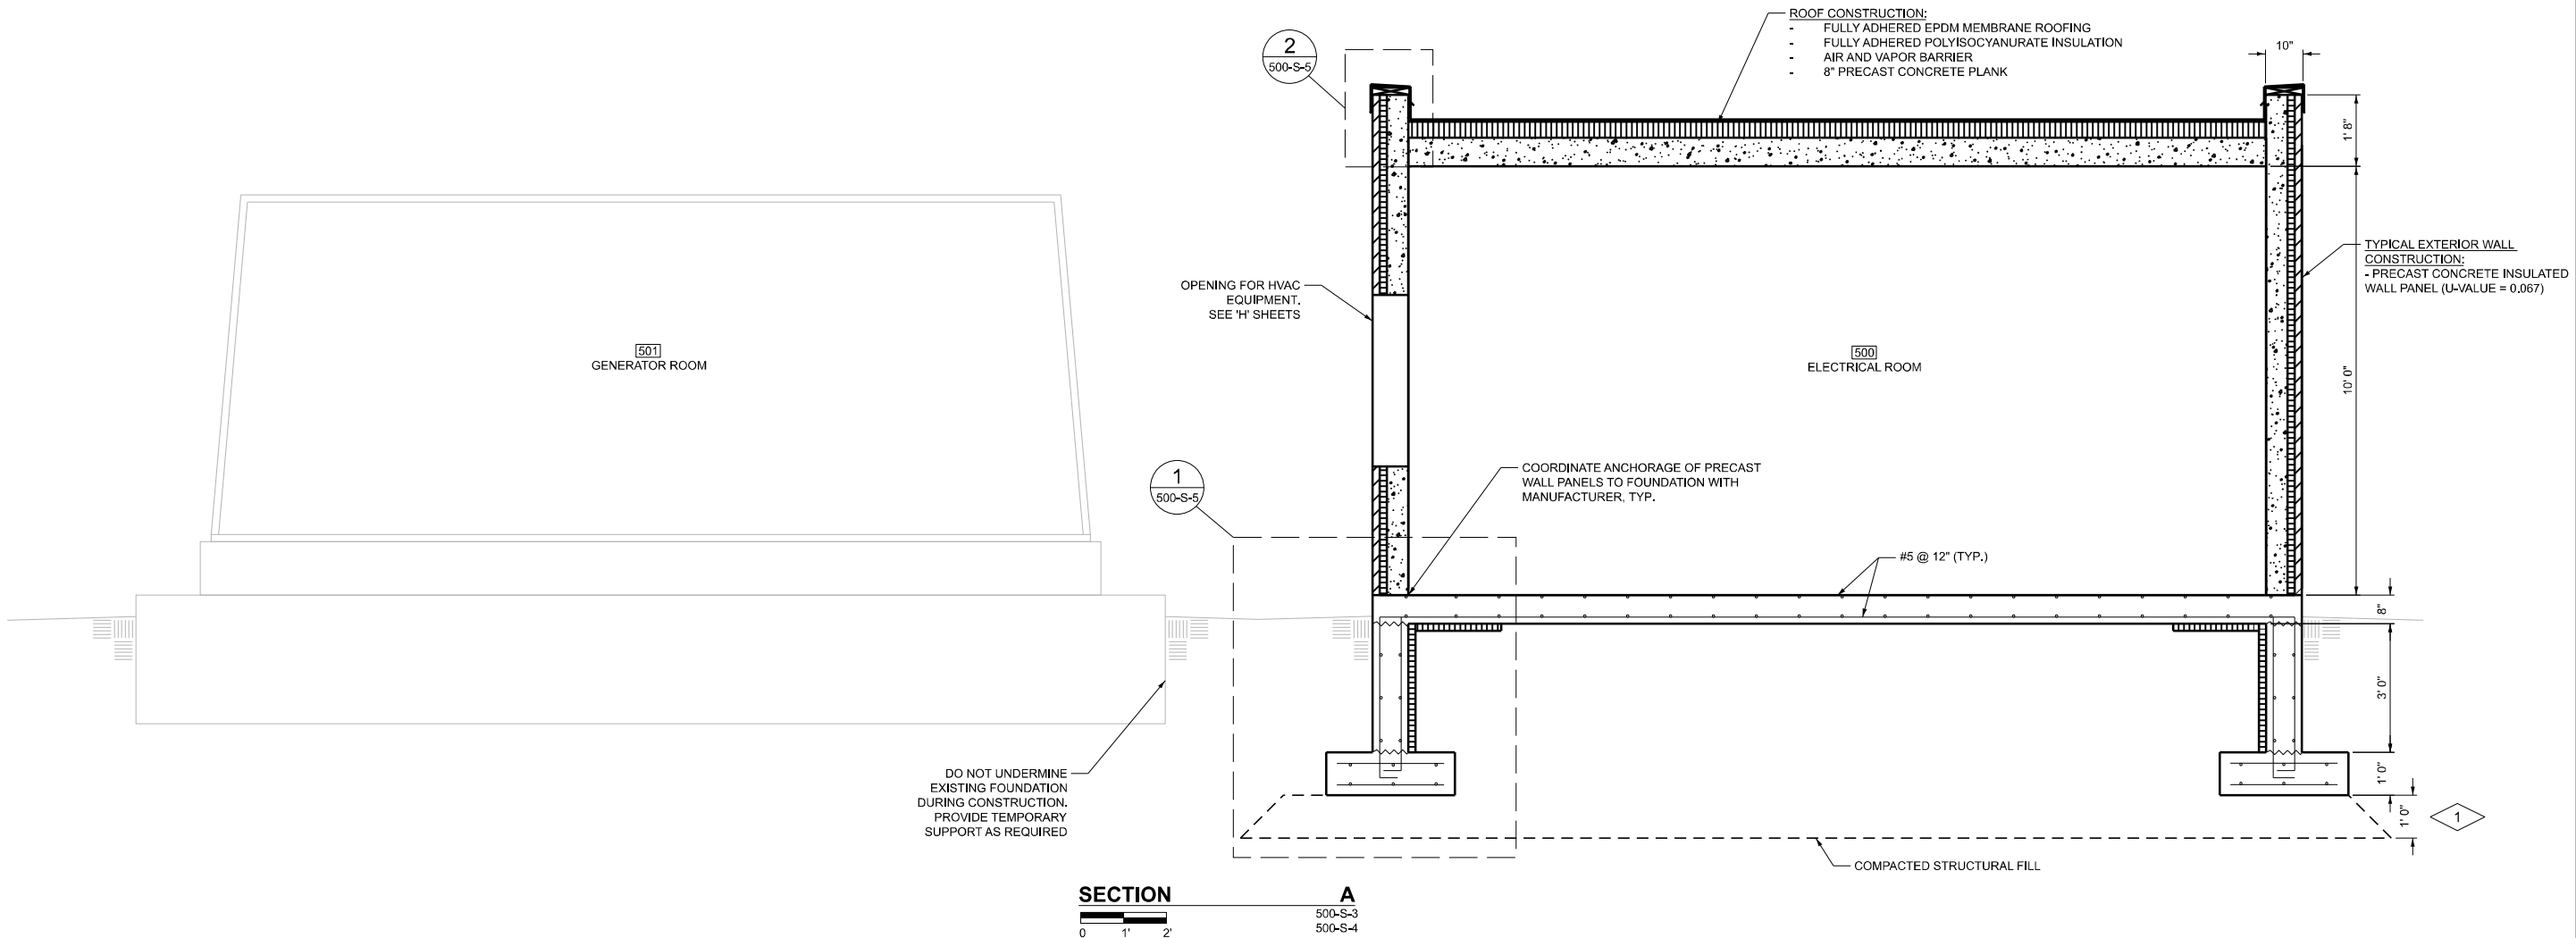 2
500-S-5
ROOF CONSTRUCTION:
- FULLY ADHERED EPDM MEMBRANE ROOFING
- FULLY ADHERED POLYISOCYANURATE INSULATION
- AIR AND VAPOR BARRIER
- 8" PRECAST CONCRETE PLANK
10"
1' 8"
TYPICAL EXTERIOR WALL
CONSTRUCTION:
- PRECAST CONCRETE INSULATED
WALL PANEL (U-VALUE = 0.067)
OPENING FOR HVAC
EQUIPMENT.
SEE 'H' SHEETS
501
GENERATOR ROOM
500
ELECTRICAL ROOM
10' 0"
1
500-S-5
COORDINATE ANCHORAGE OF PRECAST
WALL PANELS TO FOUNDATION WITH
MANUFACTURER, TYP.
#5 @ 12" (TYP.)
8"
3' 0"
1' 0"
1' 0"
1
DO NOT UNDERMINE
EXISTING FOUNDATION
DURING CONSTRUCTION.
PROVIDE TEMPORARY
SUPPORT AS REQUIRED
COMPACTED STRUCTURAL FILL
SECTION A
500-S-3
500-S-4
0 1' 2'